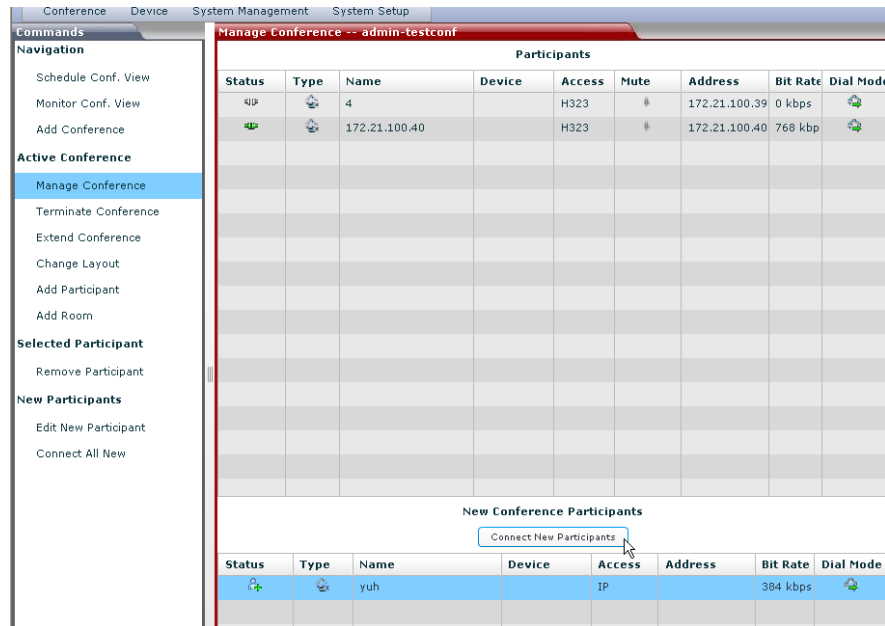 Conference Device System Management System Setup
Commands
Navigation
Schedule Conf. View
Monitor Conf. View
Add Conference
Active Conference
Manage Conference
Terminate Conference
Extend Conference
Change Layout
Add Participant
Add Room
Selected Participant
Remove Participant
New Participants
Edit New Participant
Connect All New
Manage Conference -- admin-testconf
Participants
Status Type Name Device Access Mute Address Bit Rate Dial Mode
4 H323 172.21.100.39 0 kbps
172.21.100.40 H323 172.21.100.40 768 kbp
New Conference Participants
Connect New Participants
Status Type Name Device Access Address Bit Rate Dial Mode
yuh IP 384 kbps